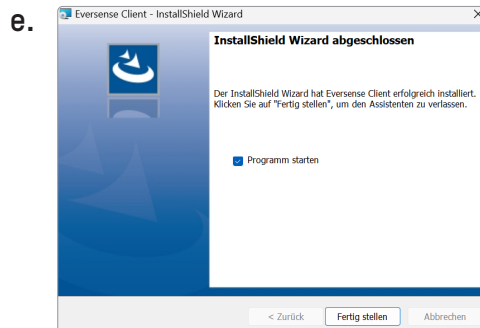 e.
Eversense Client - InstallShield Wizard
InstallShield Wizard abgeschlossen
Der InstallShield Wizard hat Eversense Client erfolgreich installiert.
Klicken Sie auf "Fertig stellen", um den Assistenten zu verlassen.
Programm starten
< Zurück Fertig stellen Abbrechen